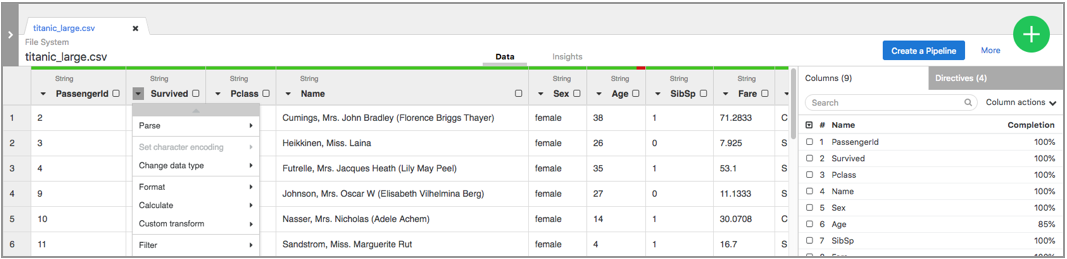 titanic_large.csv
File System
titanic_large.csv
Data Insights
Create a Pipeline More
String String String String String String String String
PassengerId Survived Pclass Name Sex Age SibSp Fare
1 2 Cumings, Mrs. John Bradley (Florence Briggs Thayer) female 38 1 71.2833 C
2 3 Heikkinen, Miss. Laina female 26 0 7.925 S
3 4 Futrelle, Mrs. Jacques Heath (Lily May Peel) female 35 1 53.1 S
4 9 Johnson, Mrs. Oscar W (Elisabeth Vilhelmina Berg) female 27 0 11.1333 S
5 10 Nasser, Mrs. Nicholas (Adele Achem) female 14 1 30.0708 C
6 11 Sandstrom, Miss. Marguerite Rut female 4 1 16.7 S
Parse
Set character encoding
Change data type
Format
Calculate
Custom transform
Filter
Columns (9) Directives (4)
Search Column actions
# Name Completion
1 PassengerId 100%
2 Survived 100%
3 Pclass 100%
4 Name 100%
5 Sex 100%
6 Age 85%
7 SibSp 100%
8 Fare 100%